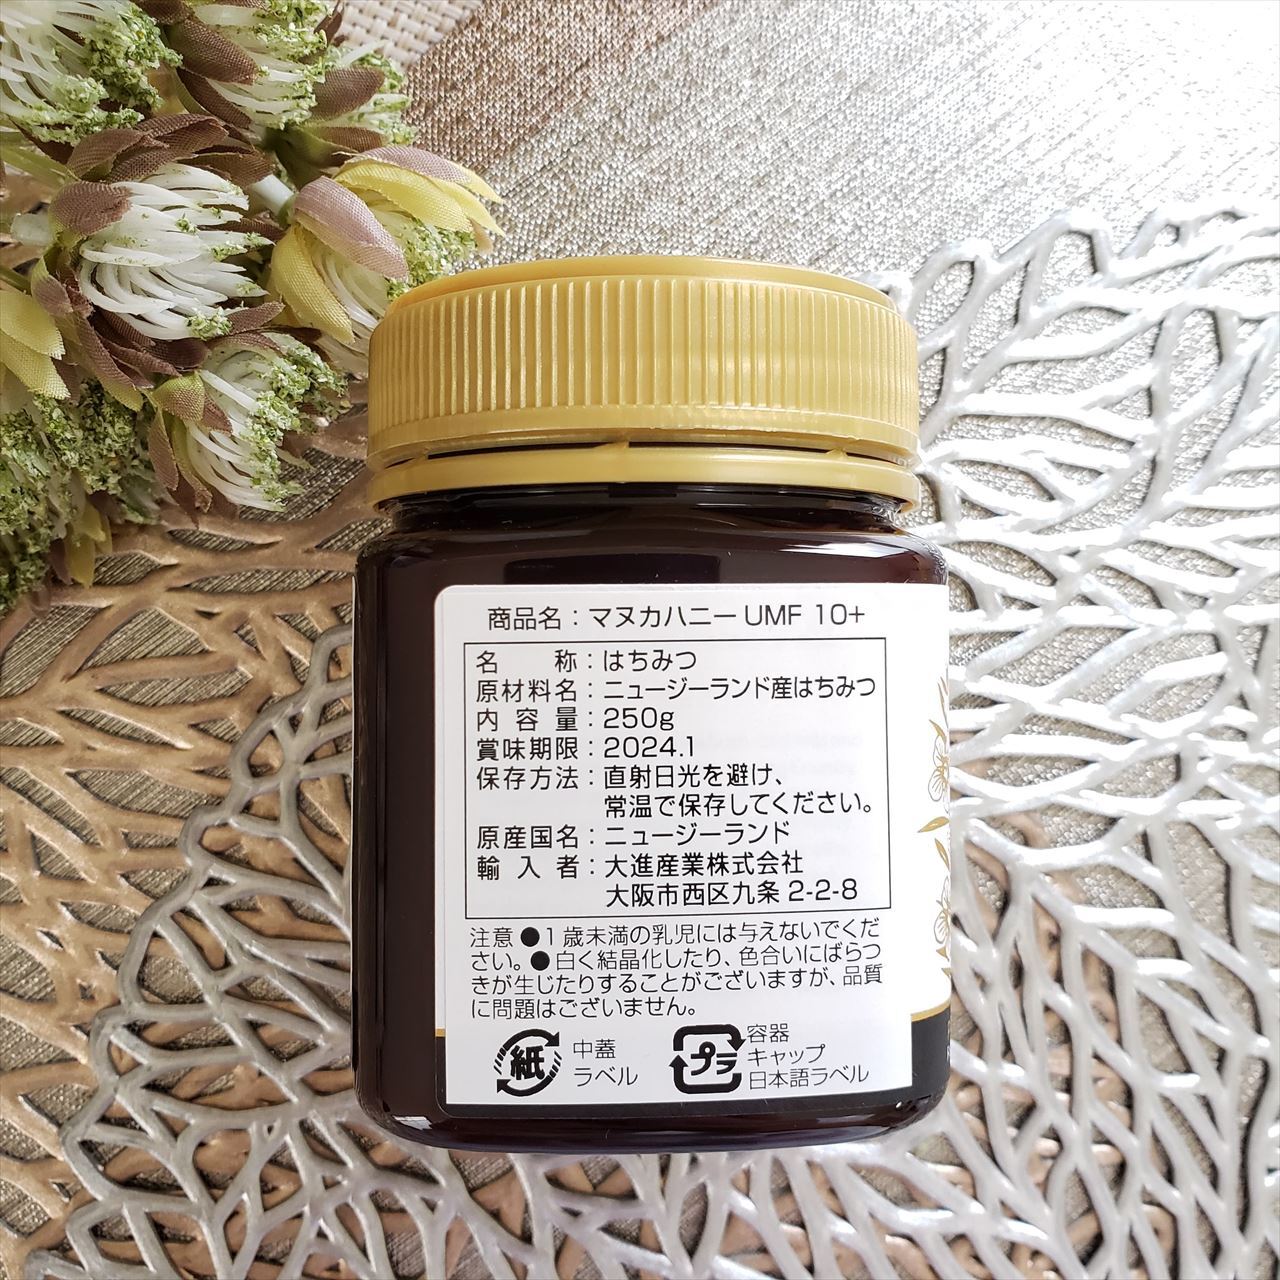 商品名：マヌカハニー UMF 10+
名称：はちみつ
原材料名：ニュージーランド産はちみつ
内容量：250g
賞味期限：2024.1
保存方法：直射日光を避け、
常温で保存してください。
原産国名：ニュージーランド
輸入者：大進産業株式会社
大阪市西区九条 2-2-8
注意 ●1 歳未満の乳児には与えないでくだ
さい。● 白く結晶化したり、色合いにばらつ
きが生じたりすることがございますが、品質
に問題はございません。
紙 中蓋
ラベル
プラ 容器
キャップ
日本語ラベル